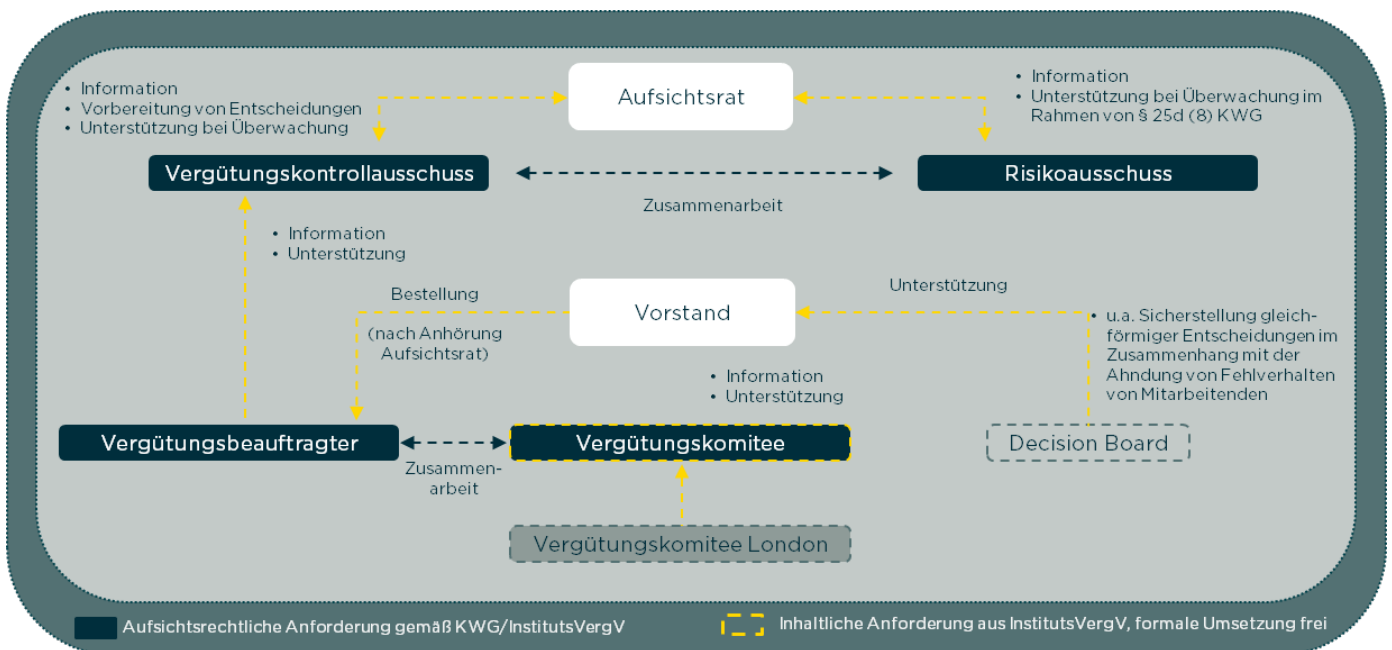 • Information
• Vorbereitung von Entscheidungen
• Unterstützung bei Überwachung
Aufsichtsrat
• Information
• Unterstützung bei Überwachung im
Rahmen von § 25d (8) KWG
Vergütungskontrollausschuss
Risikoausschuss
Zusammenarbeit
• Information
• Unterstützung
Bestellung
(nach Anhörung
Aufsichtsrat)
Vorstand
Unterstützung
• u.a. Sicherstellung gleich-
förmiger Entscheidungen im
Zusammenhang mit der
Ahndung von Fehlverhalten
von Mitarbeitenden
• Information
• Unterstützung
Vergütungsbeauftragter
Vergütungskomitee
Decision Board
Zusammen-
arbeit
Vergütungskomitee London
Aufsichtsrechtliche Anforderung gemäß KWG/InstitutsVergV
Inhaltliche Anforderung aus InstitutsVergV, formale Umsetzung frei